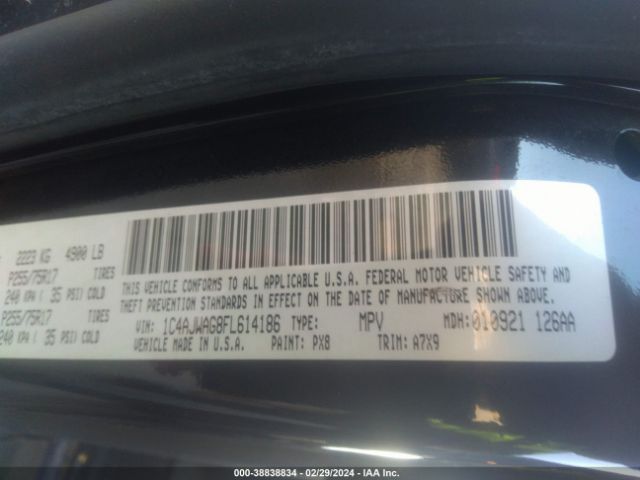 2223 KG 4900 LB
P255/75R17 TIRES
240 KPA ( 35 PSI) COLD
P255/75R17 TIRES
240 KPA ( 35 PSI) COLD
THIS VEHICLE CONFORMS TO ALL APPLICABLE U.S.A. FEDERAL MOTOR VEHICLE SAFETY AND
THEFT PREVENTION STANDARDS IN EFFECT ON THE DATE OF MANUFACTURE SHOWN ABOVE.
VIN: 1C4AJWAG8FL614186 TYPE: MPV MDH: 010921 126AA
VEHICLE MADE IN U.S.A. PAINT: PX8 TRIM: A7X9
000-38838834 - 02/29/2024 - IAA Inc.